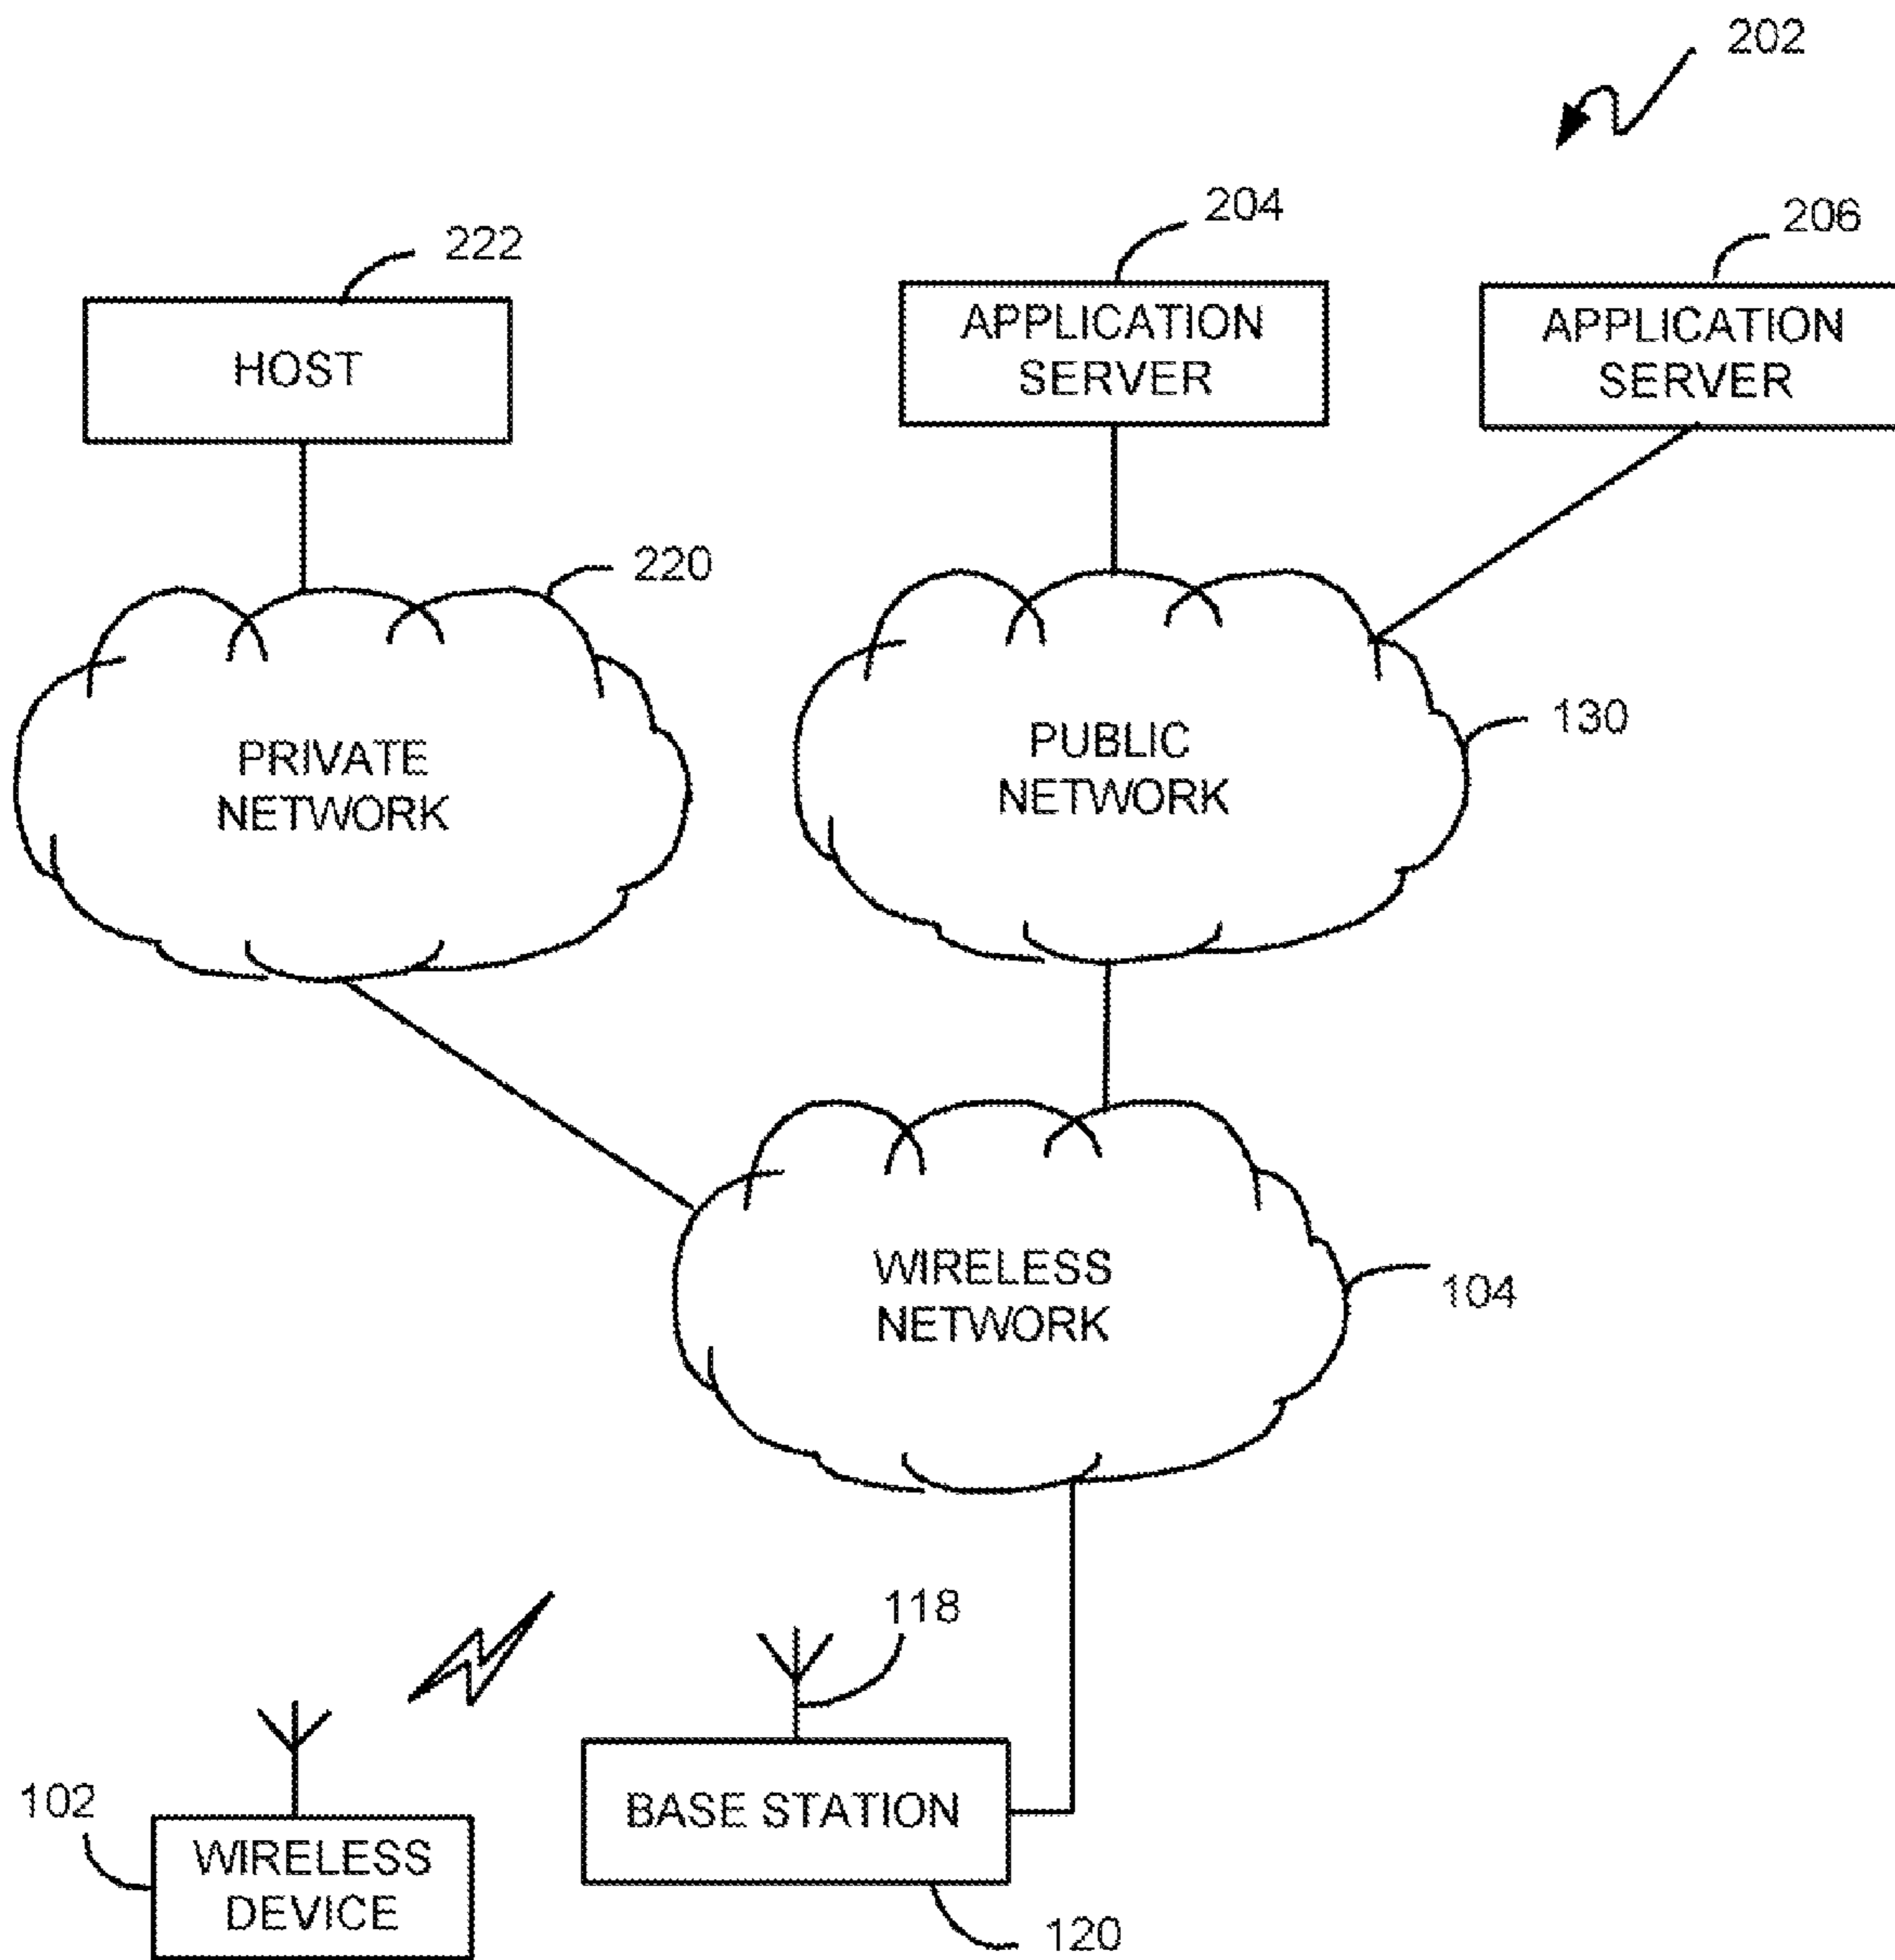 202
204
206
222
APPLICATION
SERVER
APPLICATION
SERVER
HOST
220
130
PRIVATE
NETWORK
PUBLIC
NETWORK
WIRELESS
NETWORK
104
118
102
BASE STATION
WIRELESS
DEVICE
120